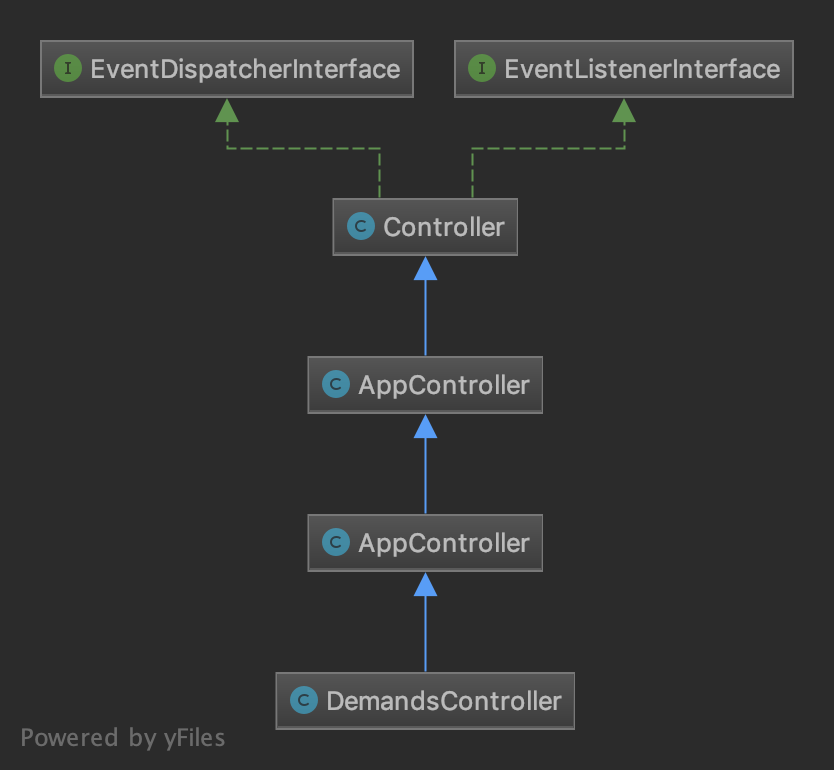 I EventDispatcherInterface
I EventListenerInterface
C Controller
C AppController
C AppController
C DemandsController
Powered by yFiles